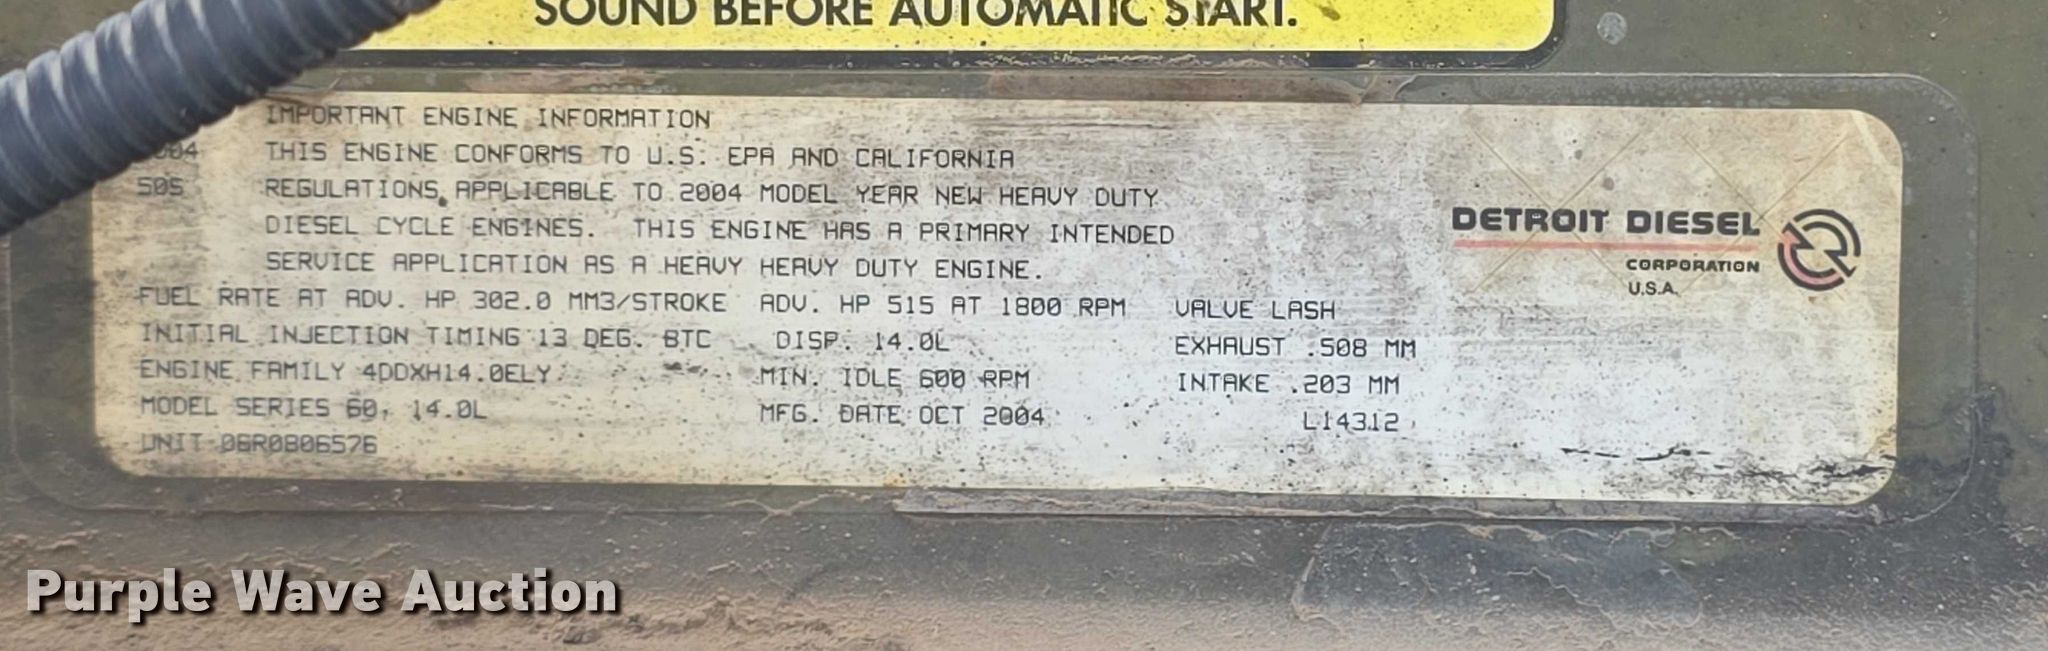 SOUND BEFORE AUTOMATIC START.
IMPORTANT ENGINE INFORMATION
THIS ENGINE CONFORMS TO U.S. EPA AND CALIFORNIA
505 REGULATIONS APPLICABLE TO 2004 MODEL YEAR NEW HEAVY DUTY
DIESEL CYCLE ENGINES. THIS ENGINE HAS A PRIMARY INTENDED
SERVICE APPLICATION AS A HEAVY HEAVY DUTY ENGINE.
FUEL RATE AT ADV. HP 302.0 MM3/STROKE ADV. HP 515 AT 1800 RPM VALVE LASH
INITIAL INJECTION TIMING 13 DEG. BTC DISP. 14.0L EXHAUST .508 MM
ENGINE FAMILY 4DDXH14.0ELY MIN. IDLE 600 RPM INTAKE .203 MM
MODEL SERIES 60, 14.0L MFG. DATE OCT 2004 L14312
UNIT 06R0806576
DETROIT DIESEL
CORPORATION
U.S.A.
Purple Wave Auction